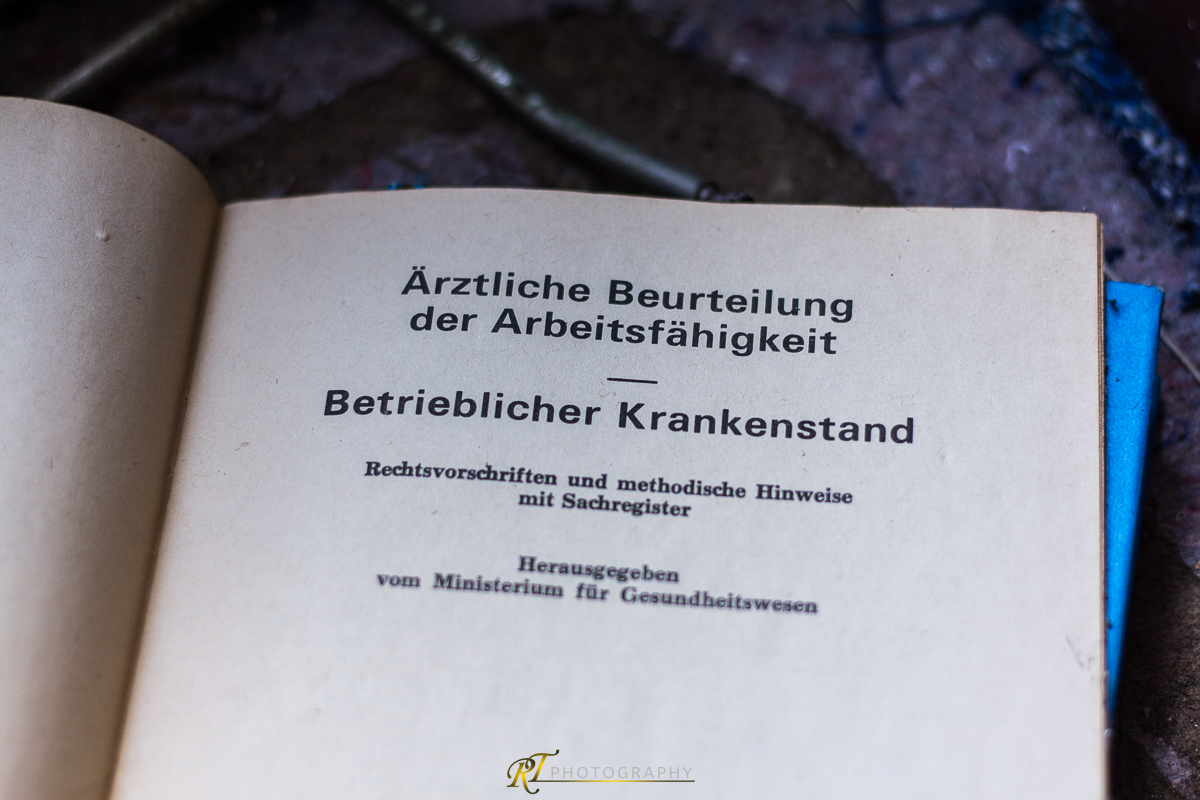 Ärztliche Beurteilung
der Arbeitsfähigkeit
—
Betrieblicher Krankenstand
Rechtsvorschriften und methodische Hinweise
mit Sachregister
Herausgegeben
vom Ministerium für Gesundheitswesen
RT PHOTOGRAPHY